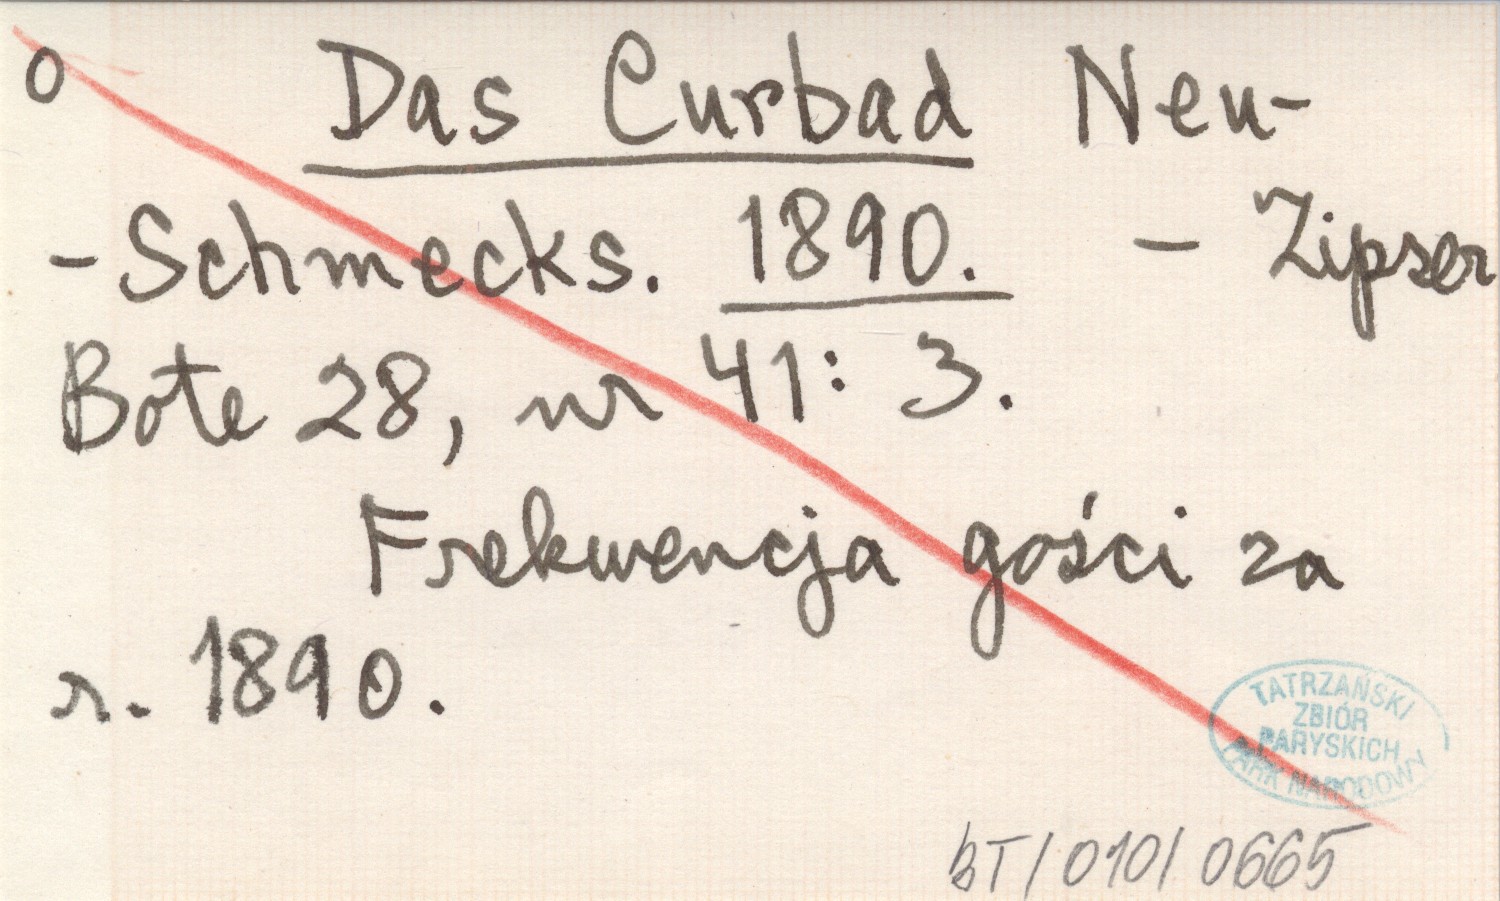 o Das Curbad Neu-
-Schmecks. 1890. - Zipser
Bote 28, nr 41: 3.
Frekwencja gości za
r. 1890.
TATRZAŃSKI
ZBIÓR
PARYSKICH
PARK NARODOWY
BT/010/0665